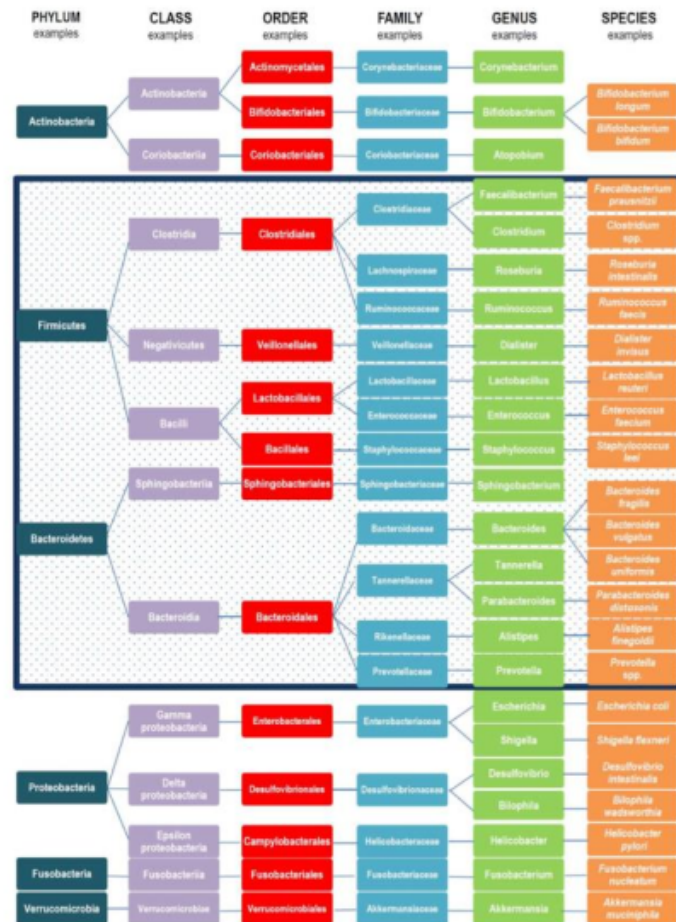 PHYLUM CLASS ORDER FAMILY GENUS SPECIES
examples examples examples examples examples examples
Actinomycetales Corynebacteriaceae Corynebacterium
Actinobacteria
Bifidobacteriales Bifidobacteriaceae Bifidobacterium
Bifidobacterium
longum
Bifidobacterium
bifidum
Actinobacteria
Coriobacteriia Coriobacteriales Coriobacteriaceae Atopobium
Faecalibacterium
Faecalibacterium
prausnitzii
Clostridiaceae
Clostridia Clostridiales Clostridium
Clostridium
spp.
Lachnospiraceae Roseburia
Roseburia
intestinalis
Ruminococcaceae Ruminococcus
Ruminococcus
faecis
Firmicutes
Negativicutes Veillonellales Veillonellaceae Dialister
Dialister
invisus
Lactobacillales Lactobacillaceae Lactobacillus
Lactobacillus
reuteri
Bacilli
Enterococcaceae Enterococcus
Enterococcus
faecium
Bacillales Staphylococcaceae Staphylococcus
Staphylococcus
leei
Sphingobacteriia Sphingobacteriales Sphingobacteriaceae Sphingobacterium
Bacteroides
fragilis
Bacteroidetes
Bacteroidaceae Bacteroides
Bacteroides
vulgatus
Bacteroides
uniformis
Tannerella
Tannerellaceae
Parabacteroides
Parabacteroides
distasonis
Bacteroidia Bacteroidales
Rikenellaceae Alistipes
Alistipes
finegoldii
Prevotellaceae Prevotella
Prevotella
spp.
Gamma
proteobacteria
Enterobacterales Enterobacteriaceae
Escherichia Escherichia coli
Shigella Shigella flexneri
Proteobacteria
Delta
proteobacteria
Desulfovibrionales Desulfovibrionaceae
Desulfovibrio
Desulfovibrio
intestinalis
Bilophila
Bilophila
wadsworthia
Epsilon
proteobacteria
Campylobacterales Helicobacteraceae Helicobacter
Helicobacter
pylori
Fusobacteria Fusobacteriia Fusobacteriales Fusobacteriaceae Fusobacterium
Fusobacterium
nucleatum
Verrucomicrobia Verrucomicrobiae Verrucomicrobiales Akkermansiaceae Akkermansia
Akkermansia
muciniphila